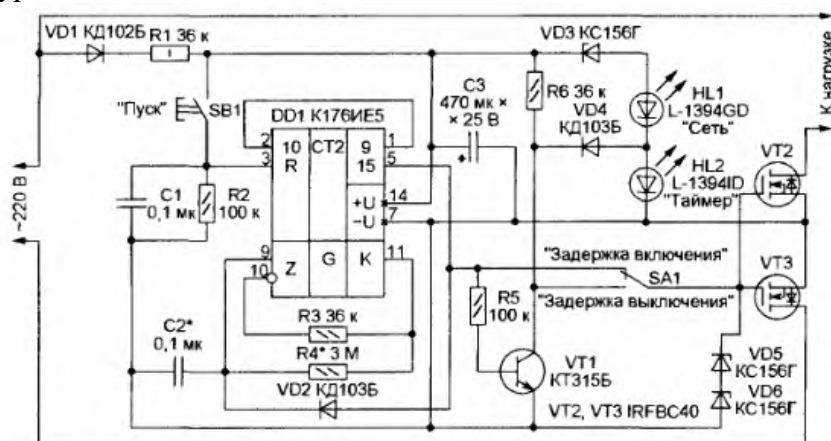 VD1 КД102Б R1 36 к
VD3 КС156Г
"Пуск"
SB1
DD1 К176ИЕ5
2
10
CT2
9
1
3
R
15
5
+U
14
–U
7
9
10
Z
G
K
11
C1
0,1 мк
R2
100 к
~220 В
C2*
0,1 мк
R3 36 к
R4* 3 М
VD2 КД103Б
C3
470 мк ×
× 25 В
+
R6 36 к
VD4
КД103Б
HL1
L-1394GD
"Сеть"
HL2
L-1394ID
"Таймер"
К нагрузке
VT2
"Задержка включения"
SA1
"Задержка выключения"
VT3
R5
100 к
VT1
КТ315Б
VD5
КС156Г
VD6
КС156Г
VT2, VT3 IRFBC40